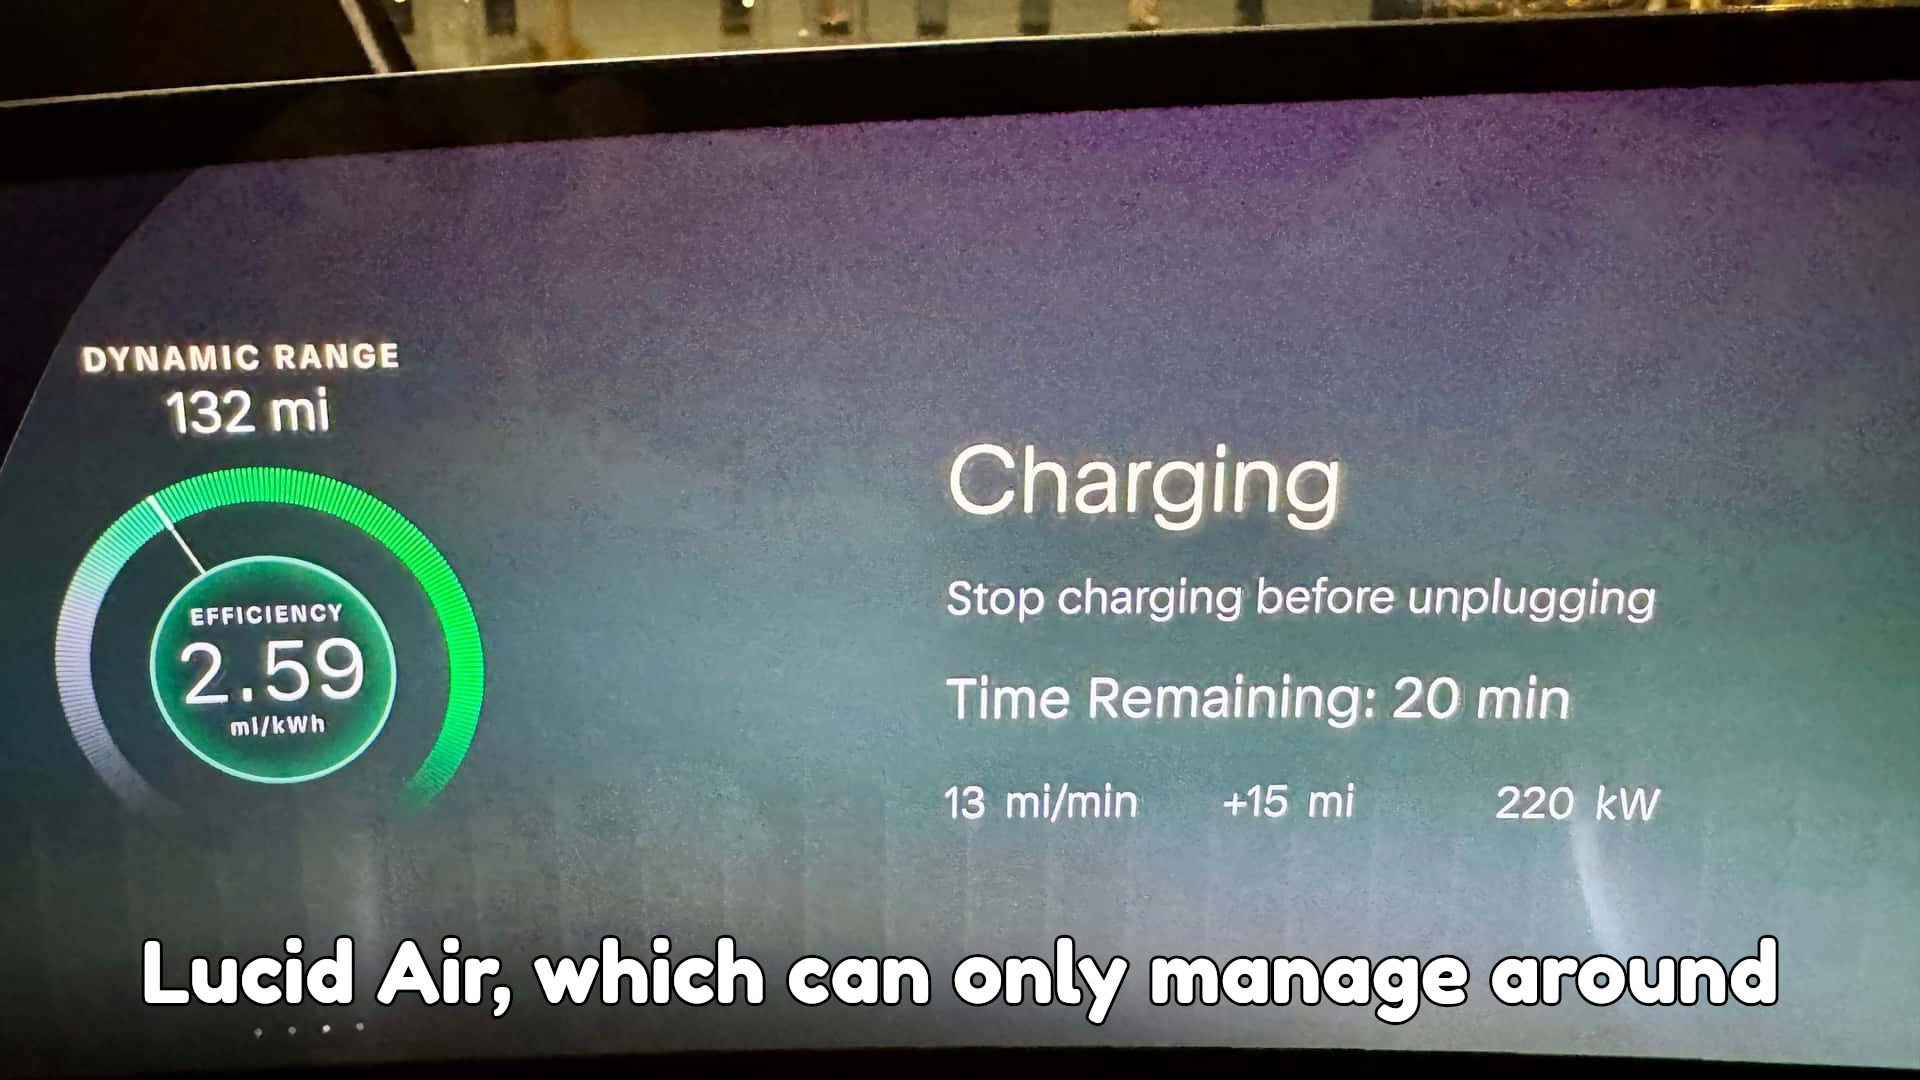 DYNAMIC RANGE
132 mi
EFFICIENCY
2.59
mi/kWh
Charging
Stop charging before unplugging
Time Remaining: 20 min
13 mi/min +15 mi 220 kW
Lucid Air, which can only manage around